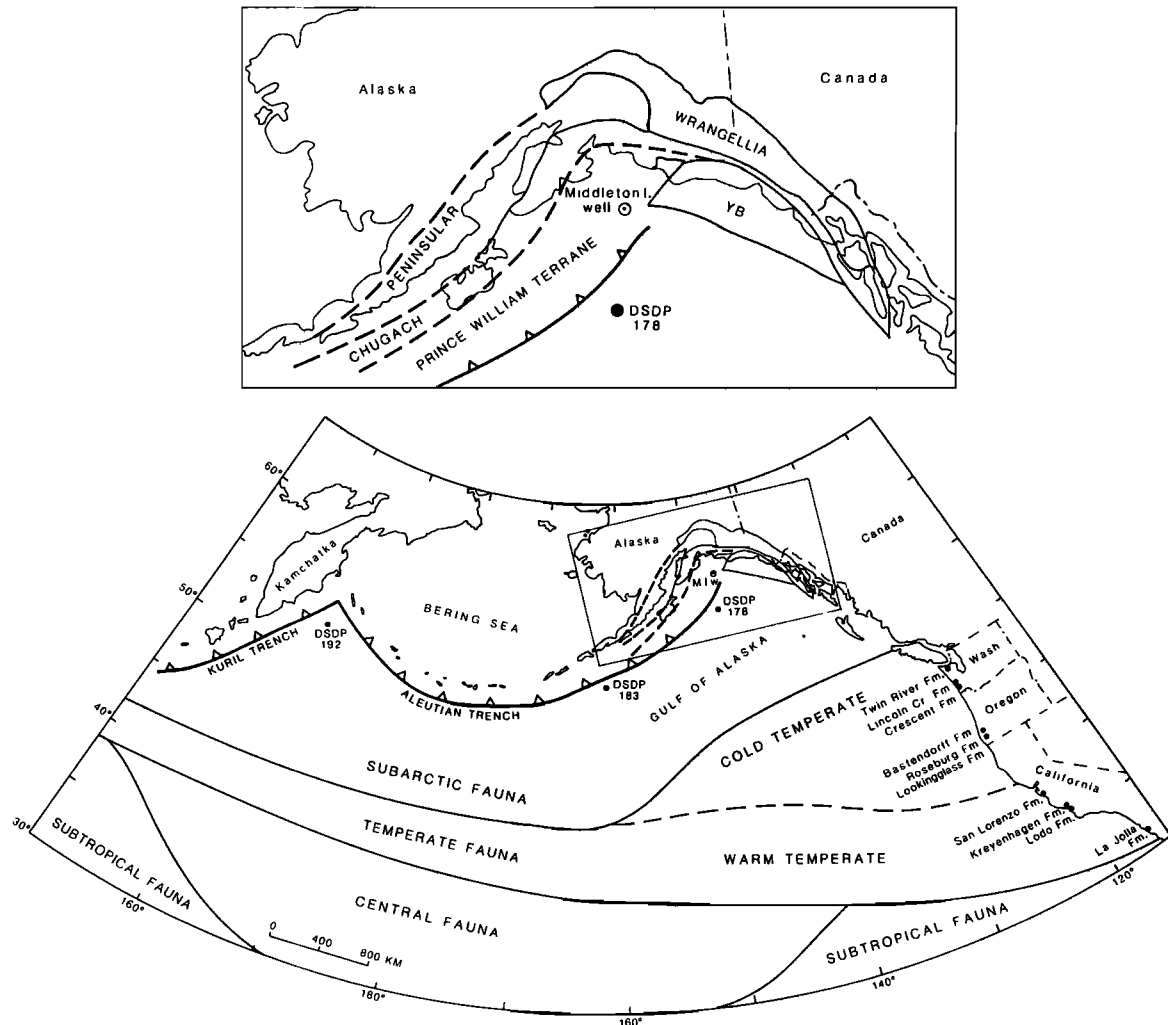 Alaska
Canada
WRANGELLIA
Middleton I.
well
YB
PENINSULAR
CHUGACH
PRINCE WILLIAM TERRANE
DSDP
178
60°
50°
40°
30°
Kamchatka
Alaska
Canada
M I w
BERING SEA
DSDP
178
DSDP
192
KURIL TRENCH
DSDP
183
ALEUTIAN TRENCH
GULF OF ALASKA
Wash
Oregon
California
Twin River Fm.
Lincoln Cr Fm
Crescent Fm
Bastendorff Fm
Roseburg Fm
Lookingglass Fm
San Lorenzo Fm.
Kreyenhagen Fm.
Lodo Fm.
La Jolla
Fm.
COLD TEMPERATE
SUBARCTIC FAUNA
TEMPERATE FAUNA
WARM TEMPERATE
SUBTROPICAL FAUNA
CENTRAL FAUNA
SUBTROPICAL FAUNA
0 400 800 KM
160°
180°
160°
140°
120°